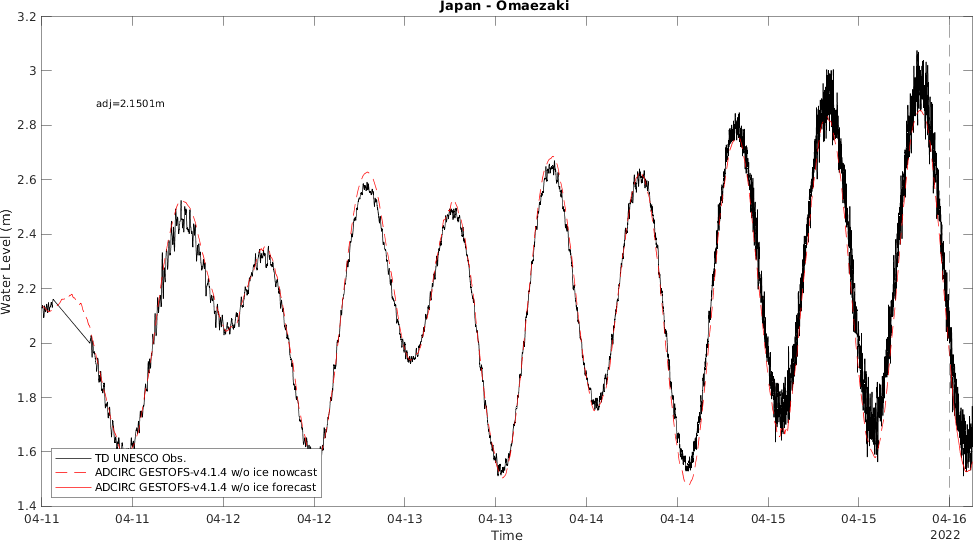 Japan - Omaezaki
3.2
3
2.8
2.6
2.4
2.2
2
1.8
1.6
1.4
Water Level (m)
adj=2.1501m
TD UNESCO Obs.
ADCIRC GESTOFS-v4.1.4 w/o ice nowcast
ADCIRC GESTOFS-v4.1.4 w/o ice forecast
04-11 04-11 04-12 04-12 04-13 04-13 04-14 04-14 04-15 04-15 04-16
Time
2022